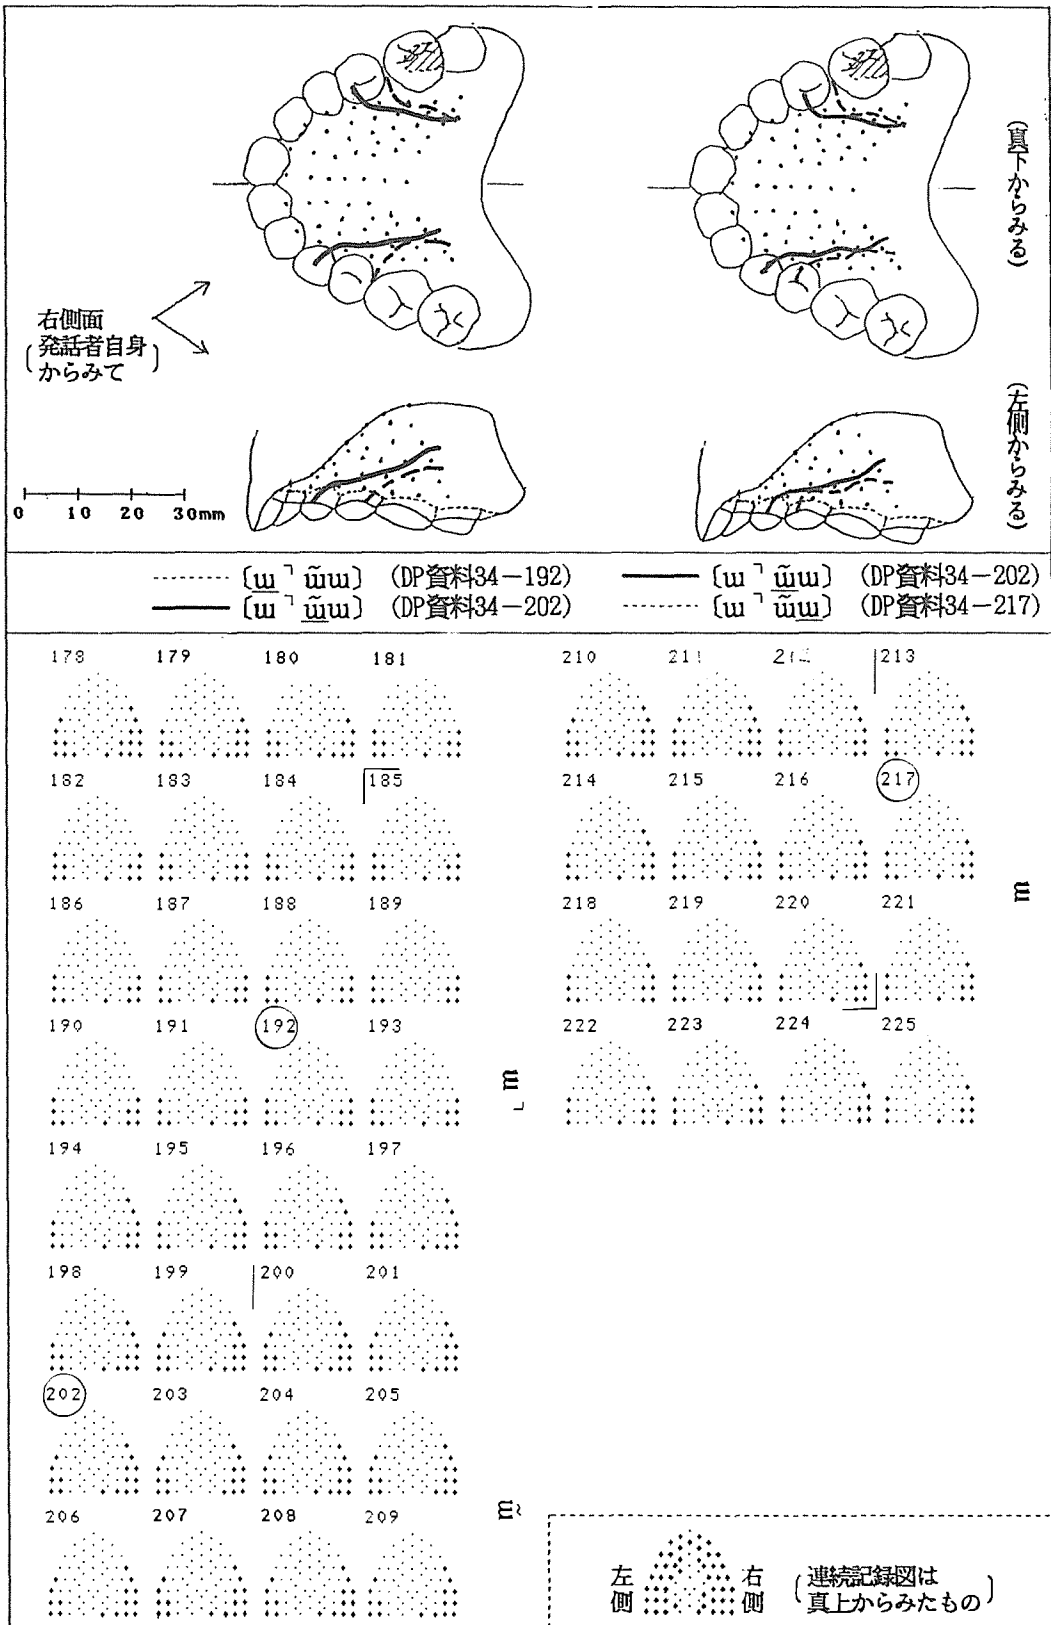 (真下からみる)
右側面
(発話者自身
からみて)
(左側からみる)
0 10 20 30mm
[ɯ̲ ˥ ɯ̃ɯ] (DP資料34−192)
[ɯ ˥ ɯ̲̃ɯ] (DP資料34−202)
[ɯ ˥ ɯ̲̃ɯ] (DP資料34−202)
[ɯ ˥ ɯ̃ɯ̲] (DP資料34−217)
178 179 180 181
182 183 184 185
186 187 188 189
190 191 192 193
ɯ ˥
194 195 196 197
198 199 200 201
202 203 204 205
206 207 208 209
ɯ̃
210 211 212 213
214 215 216 217
218 219 220 221
ɯ
222 223 224 225
左側
右側
(連続記録図は
真上からみたもの)